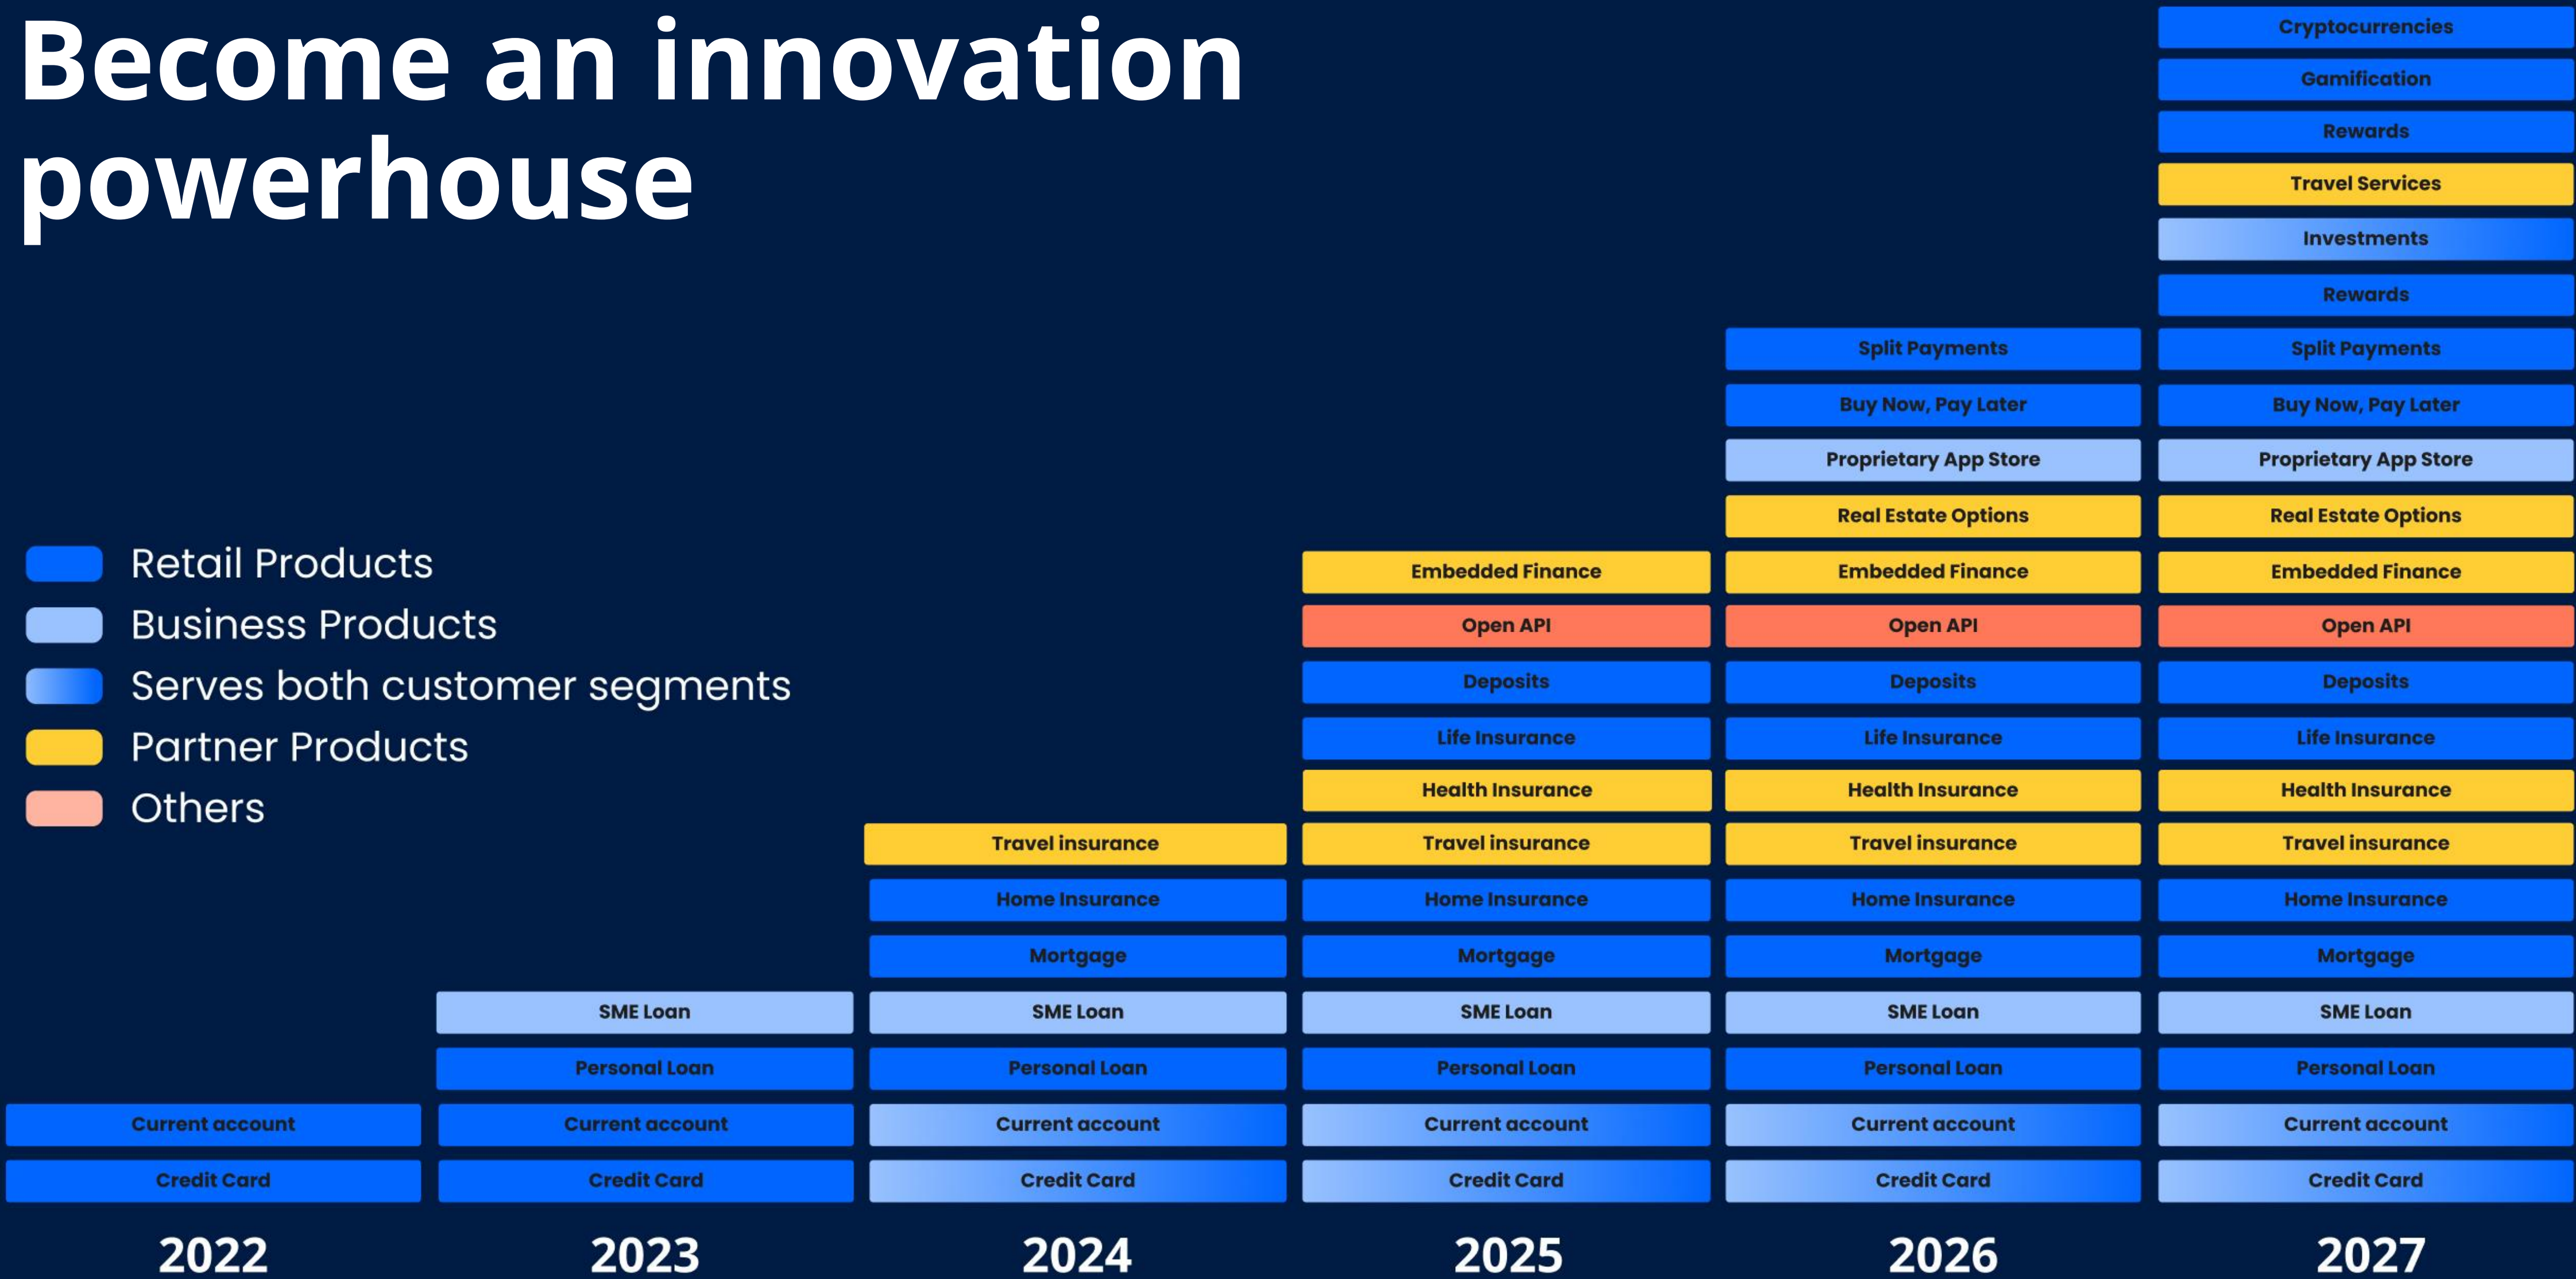 Become an innovation
powerhouse
Retail Products
Business Products
Serves both customer segments
Partner Products
Others
Current account
Credit Card
2022
SME Loan
Personal Loan
Current account
Credit Card
2023
Travel insurance
Home Insurance
Mortgage
SME Loan
Personal Loan
Current account
Credit Card
2024
Embedded Finance
Open API
Deposits
Life Insurance
Health Insurance
Travel insurance
Home Insurance
Mortgage
SME Loan
Personal Loan
Current account
Credit Card
2025
Split Payments
Buy Now, Pay Later
Proprietary App Store
Real Estate Options
Embedded Finance
Open API
Deposits
Life Insurance
Health Insurance
Travel insurance
Home Insurance
Mortgage
SME Loan
Personal Loan
Current account
Credit Card
2026
Cryptocurrencies
Gamification
Rewards
Travel Services
Investments
Rewards
Split Payments
Buy Now, Pay Later
Proprietary App Store
Real Estate Options
Embedded Finance
Open API
Deposits
Life Insurance
Health Insurance
Travel insurance
Home Insurance
Mortgage
SME Loan
Personal Loan
Current account
Credit Card
2027